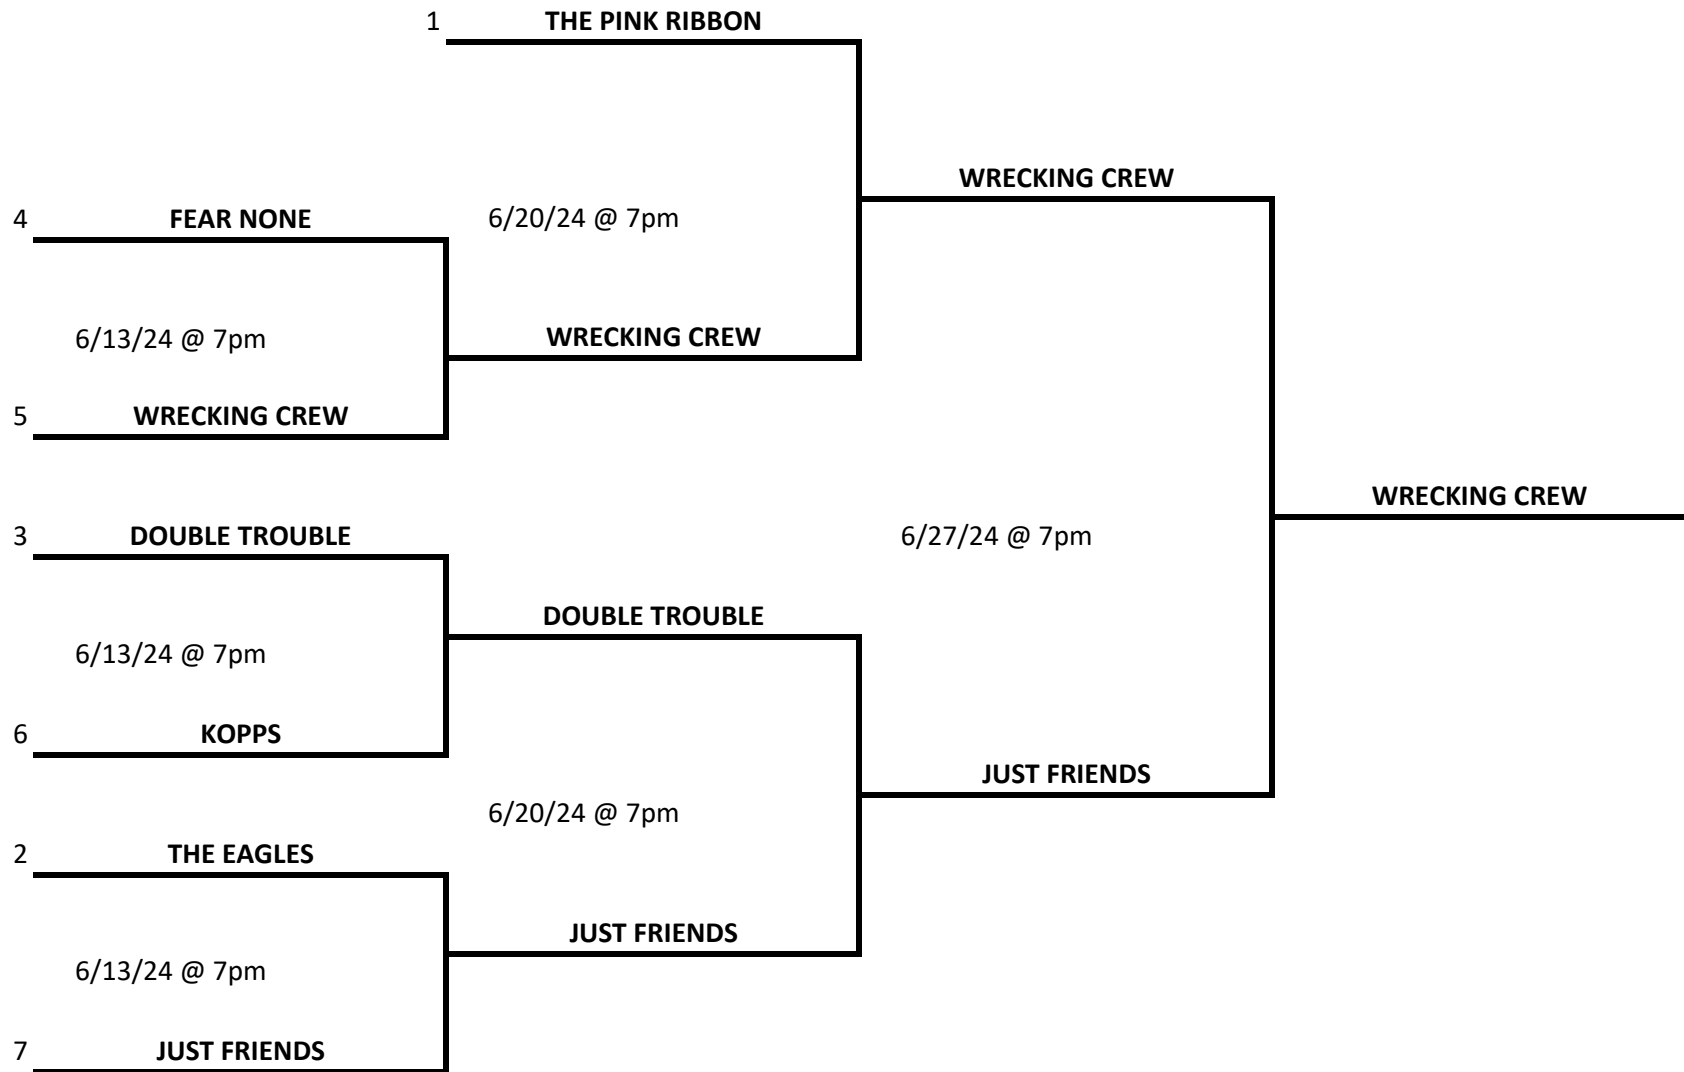 1 THE PINK RIBBON
WRECKING CREW
4 FEAR NONE
6/20/24 @ 7pm
6/13/24 @ 7pm
WRECKING CREW
5 WRECKING CREW
WRECKING CREW
3 DOUBLE TROUBLE
6/27/24 @ 7pm
DOUBLE TROUBLE
6/13/24 @ 7pm
6 KOPPS
JUST FRIENDS
6/20/24 @ 7pm
2 THE EAGLES
JUST FRIENDS
6/13/24 @ 7pm
7 JUST FRIENDS